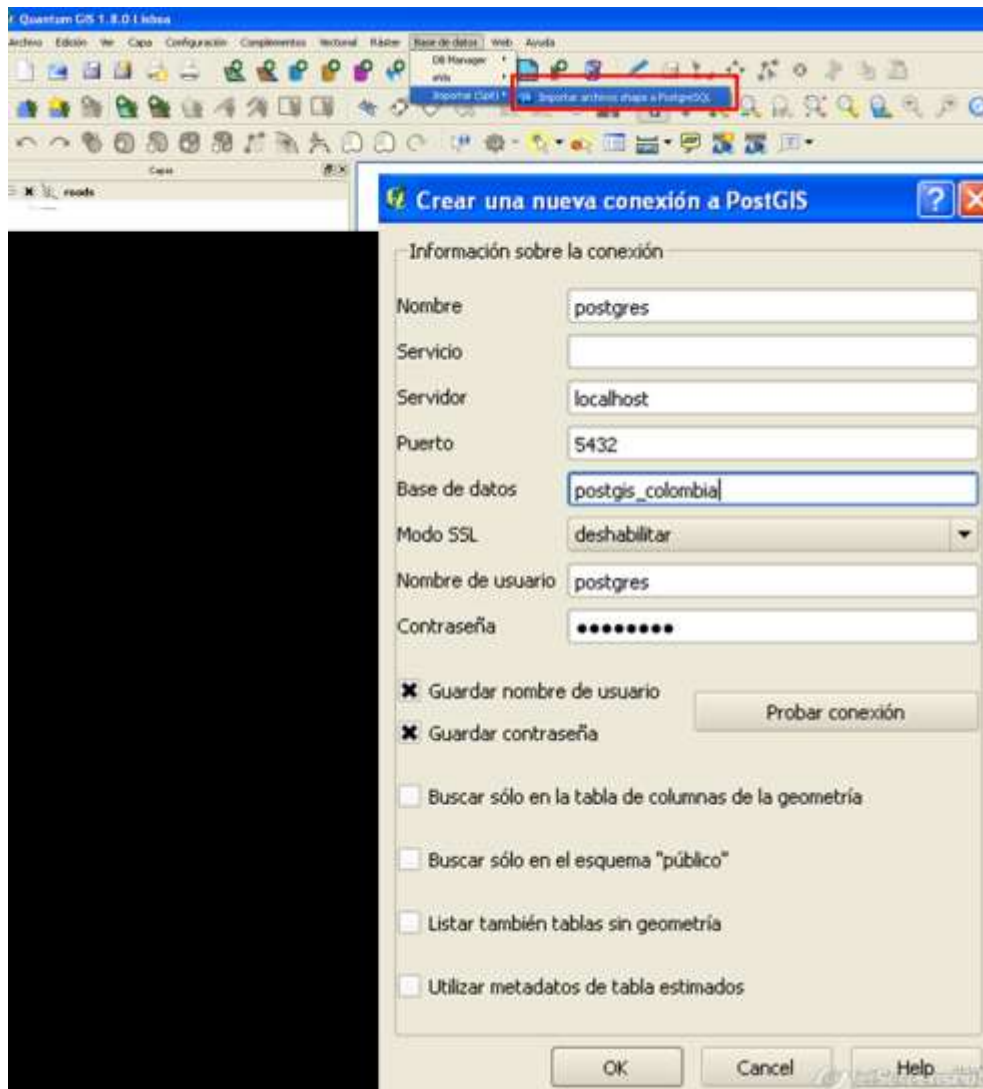 Quantum GIS 1.8.0-Lisboa
Archivo Edición Ver Capa Configuración Complementos Vectorial Ráster Base de datos Web Ayuda
DB Manager
eVis
Importar (Spit)
Importar archivos shape a PostgreSQL
Capas
roads
Crear una nueva conexión a PostGIS
Información sobre la conexión
Nombre postgres
Servicio
Servidor localhost
Puerto 5432
Base de datos postgis_colombia
Modo SSL deshabilitar
Nombre de usuario postgres
Contraseña ●●●●●●●●
Guardar nombre de usuario
Probar conexión
Guardar contraseña
Buscar sólo en la tabla de columnas de la geometría
Buscar sólo en el esquema "público"
Listar también tablas sin geometría
Utilizar metadatos de tabla estimados
OK Cancel Help